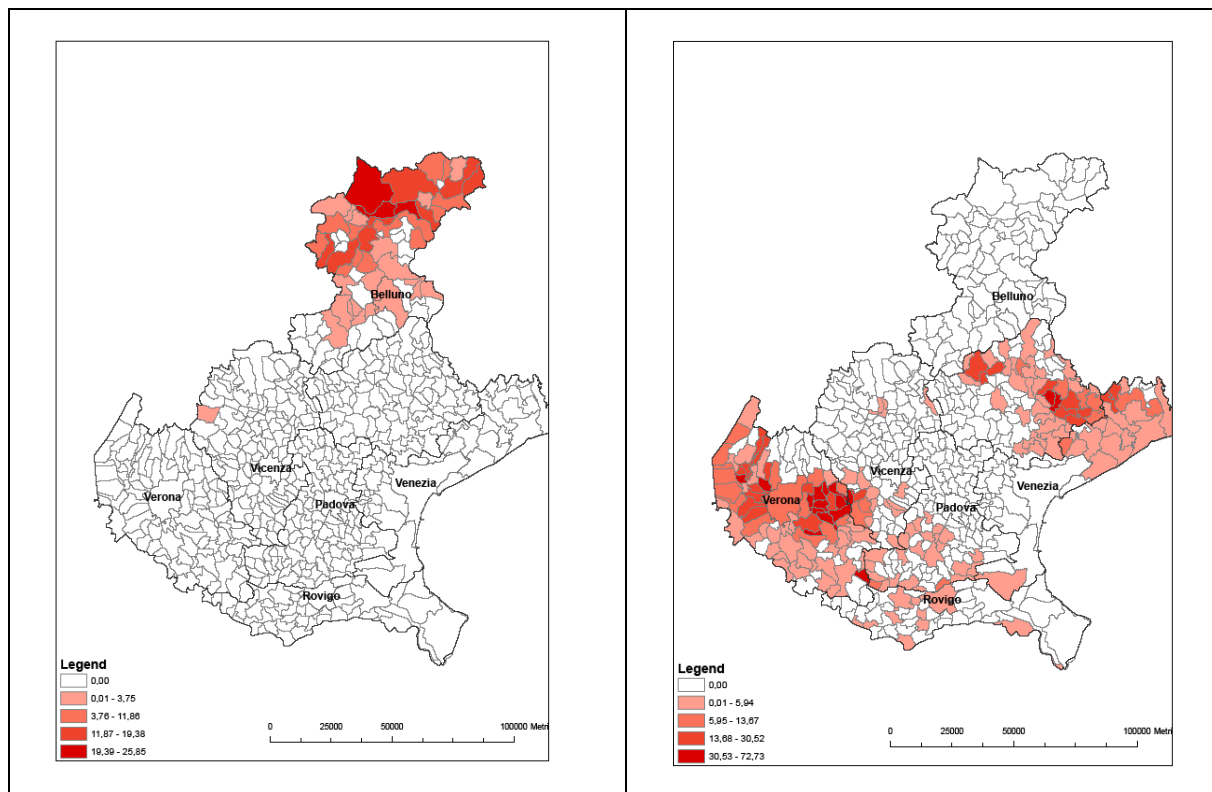 Belluno
Vicenza
Venezia
Verona
Padova
Rovigo
Legend
0,00
0,01 - 3,75
3,76 - 11,86
11,87 - 19,38
19,39 - 25,85
0 25000 50000 100000 Metri
Belluno
Vicenza
Venezia
Verona
Padova
Rovigo
Legend
0,00
0,01 - 5,94
5,95 - 13,67
13,68 - 30,52
30,53 - 72,73
0 25000 50000 100000 Metri